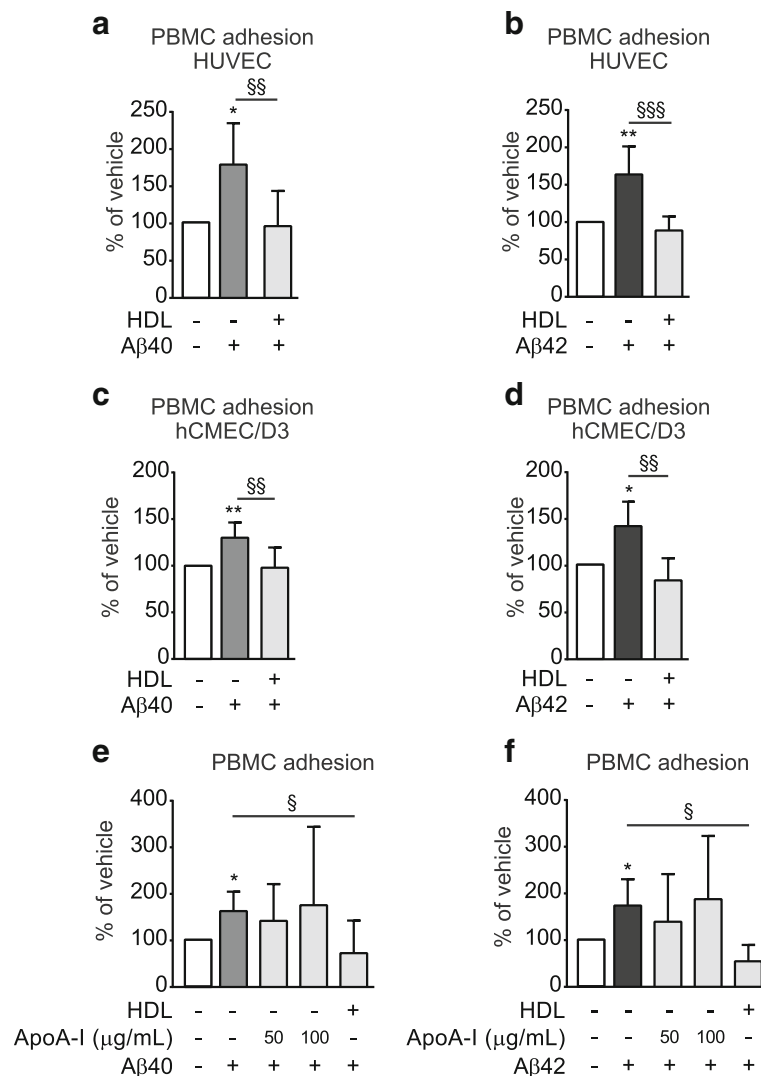 a
PBMC adhesion
HUVEC
§§
*
% of vehicle
250
200
150
100
50
0
HDL - - +
Aβ40 - + +
b
PBMC adhesion
HUVEC
§§§
**
% of vehicle
250
200
150
100
50
0
HDL - - +
Aβ42 - + +
c
PBMC adhesion
hCMEC/D3
§§
**
% of vehicle
200
150
100
50
0
HDL - - +
Aβ40 - + +
d
PBMC adhesion
hCMEC/D3
§§
*
% of vehicle
200
150
100
50
0
HDL - - +
Aβ42 - + +
e
PBMC adhesion
§
*
% of vehicle
400
300
200
100
0
HDL - - - - +
ApoA-I (μg/mL) - - 50 100 -
Aβ40 - + + + +
f
PBMC adhesion
§
*
% of vehicle
400
300
200
100
0
HDL - - - - +
ApoA-I (μg/mL) - - 50 100 -
Aβ42 - + + + +